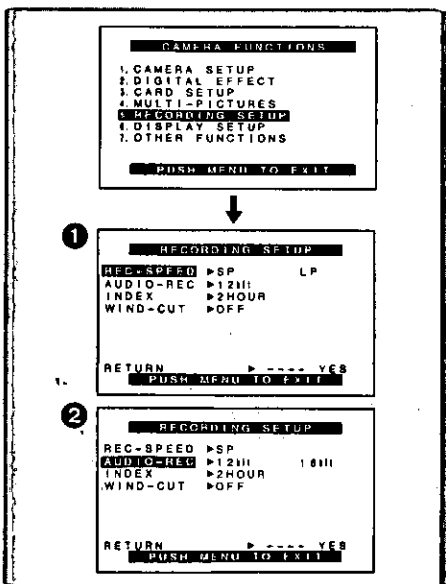 CAMERA FUNCTIONS
1. CAMERA SETUP
2. DIGITAL EFFECT
3. CARD SETUP
4. MULTI-PICTURES
5. RECORDING SETUP
6. DISPLAY SETUP
7. OTHER FUNCTIONS
PUSH MENU TO EXIT
1
RECORDING SETUP
REC-SPEED ▶SP LP
AUDIO-REC ▶12bit
INDEX ▶2HOUR
WIND-CUT ▶OFF
RETURN ▶ ---- YES
PUSH MENU TO EXIT
2
RECORDING SETUP
REC-SPEED ▶SP
AUDIO-REC ▶12bit 16bit
INDEX ▶2HOUR
WIND-CUT ▶OFF
RETURN ▶ ---- YES
PUSH MENU TO EXIT